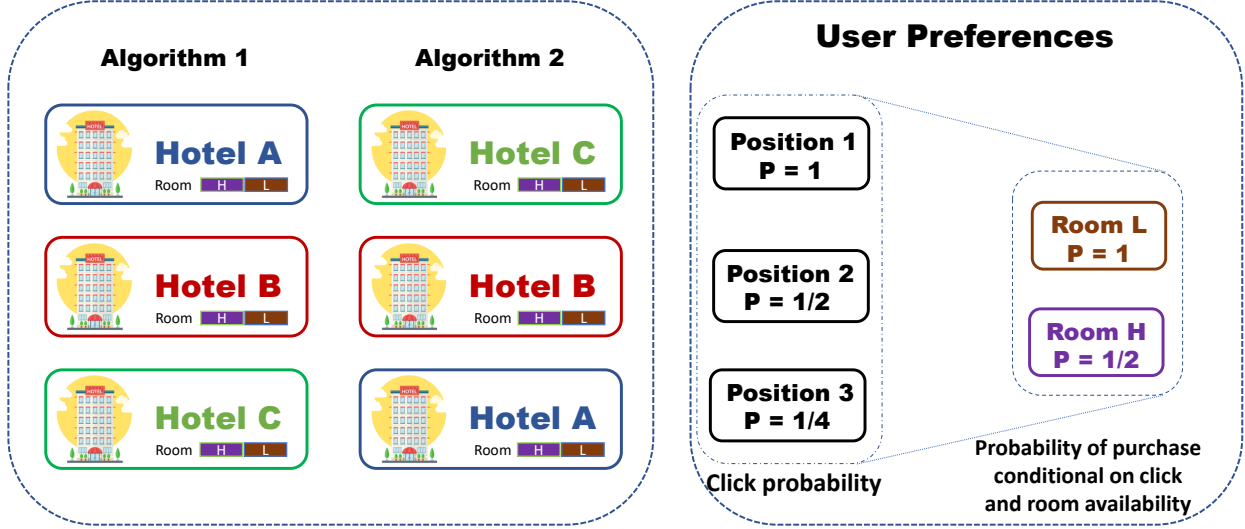 Algorithm 1
HOTEL
Hotel A
Room H L
HOTEL
Hotel B
Room H L
HOTEL
Hotel C
Room H L
Algorithm 2
HOTEL
Hotel C
Room H L
HOTEL
Hotel B
Room H L
HOTEL
Hotel A
Room H L
User Preferences
Position 1
P = 1
Position 2
P = 1/2
Position 3
P = 1/4
Click probability
Room L
P = 1
Room H
P = 1/2
Probability of purchase
conditional on click
and room availability